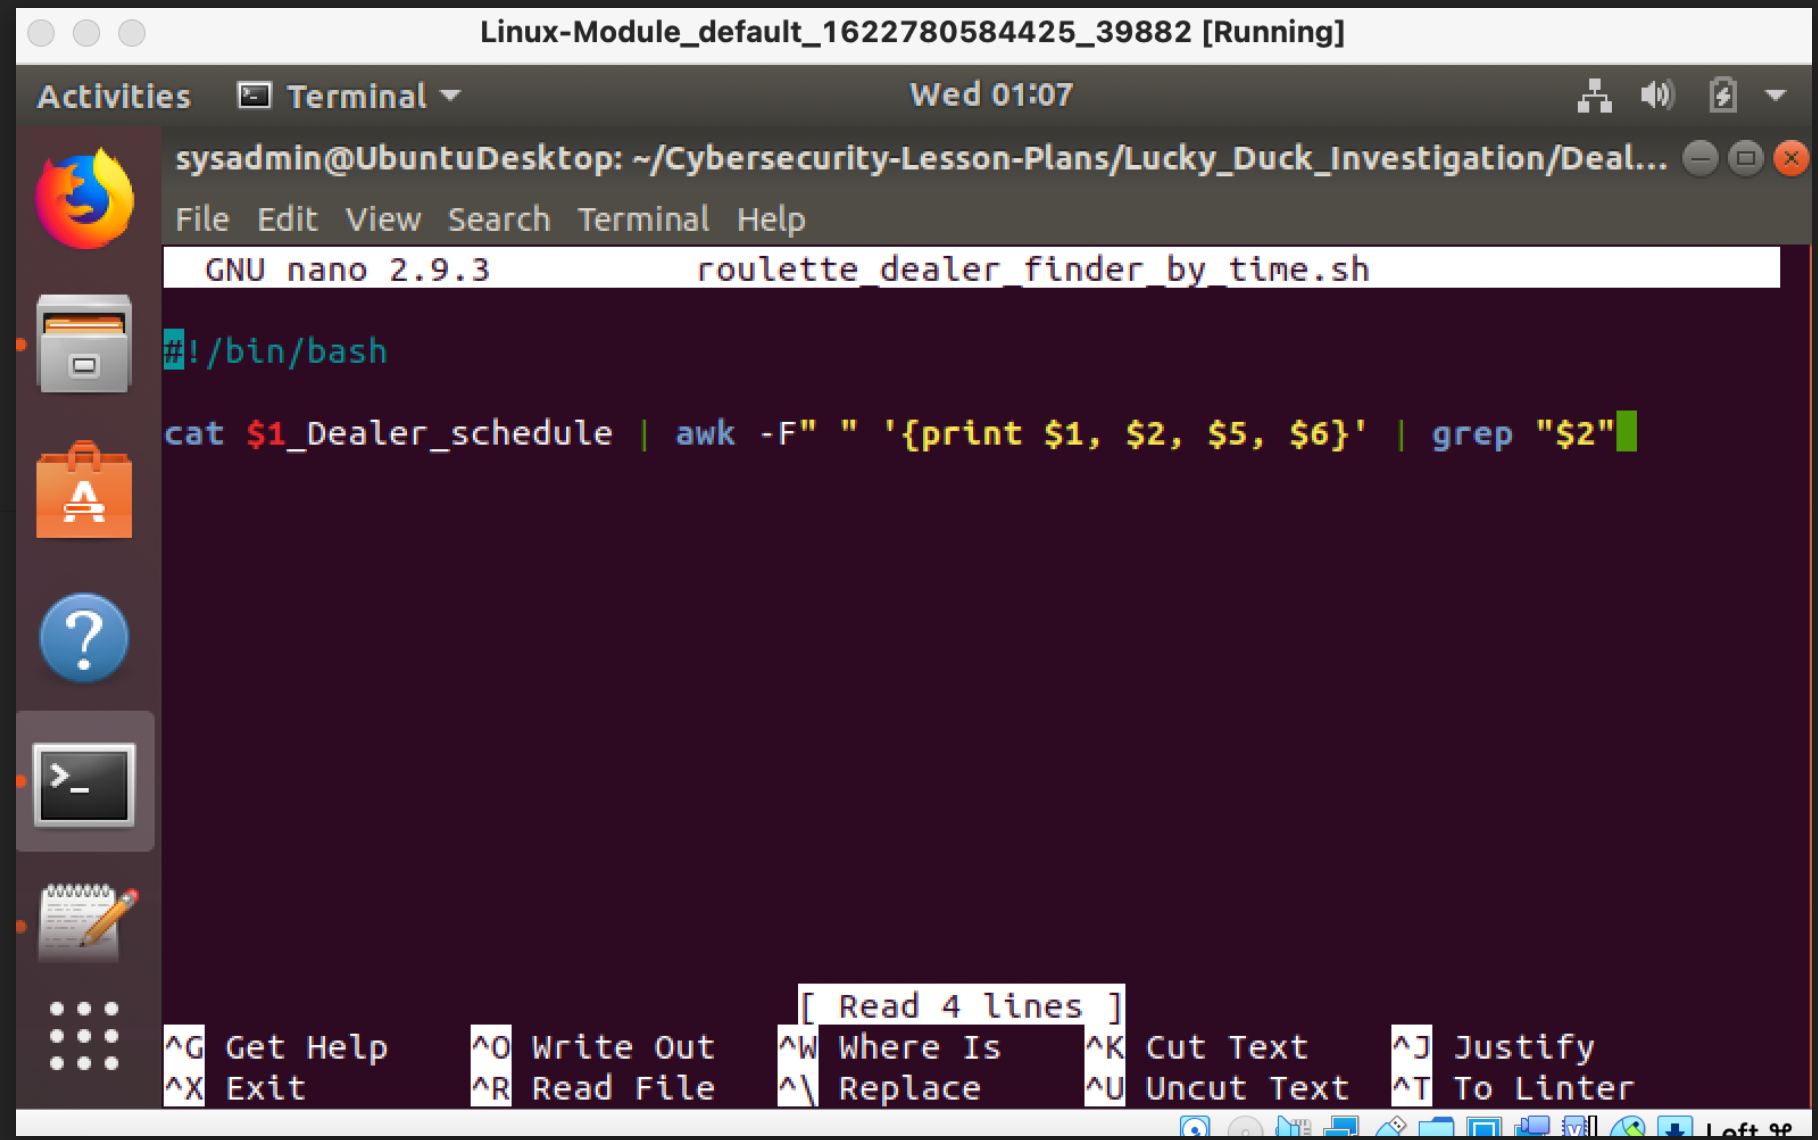 Linux-Module_default_1622780584425_39882 [Running]
Activities Terminal Wed 01:07
sysadmin@UbuntuDesktop: ~/Cybersecurity-Lesson-Plans/Lucky_Duck_Investigation/Deal...
File Edit View Search Terminal Help
GNU nano 2.9.3 roulette_dealer_finder_by_time.sh
#!/bin/bash
cat $1_Dealer_schedule | awk -F" " '{print $1, $2, $5, $6}' | grep "$2"
[ Read 4 lines ]
^G Get Help ^O Write Out ^W Where Is ^K Cut Text ^J Justify
^X Exit ^R Read File ^\ Replace ^U Uncut Text ^T To Linter
Left ⌘